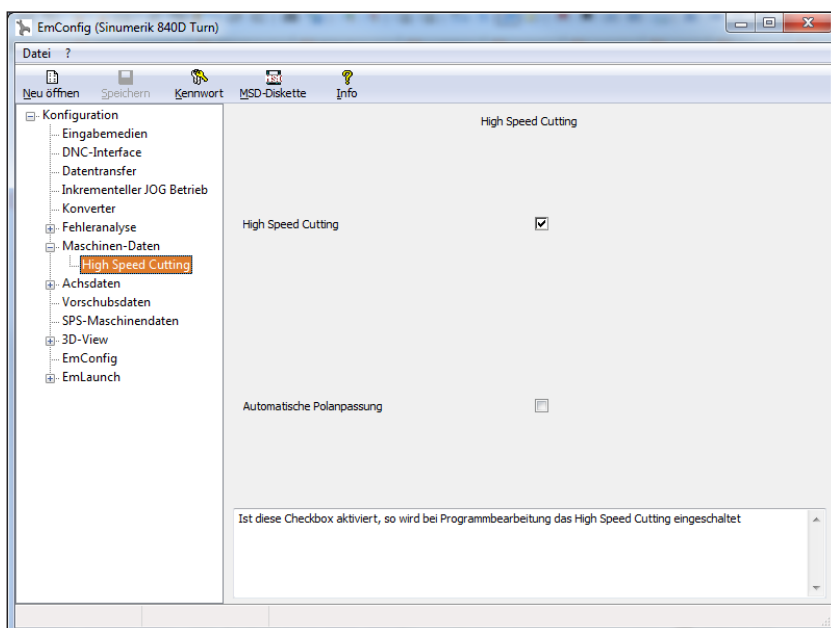 EmConfig (Sinumerik 840D Turn)
Datei ?
Neu öffnen Speichern Kennwort MSD-Diskette Info
Konfiguration
Eingabemedien
DNC-Interface
Datentransfer
Inkrementeller JOG Betrieb
Konverter
Fehleranalyse
Maschinen-Daten
High Speed Cutting
Achsdaten
Vorschubsdaten
SPS-Maschinendaten
3D-View
EmConfig
EmLaunch
High Speed Cutting
High Speed Cutting
Automatische Polanpassung
Ist diese Checkbox aktiviert, so wird bei Programmbearbeitung das High Speed Cutting eingeschaltet